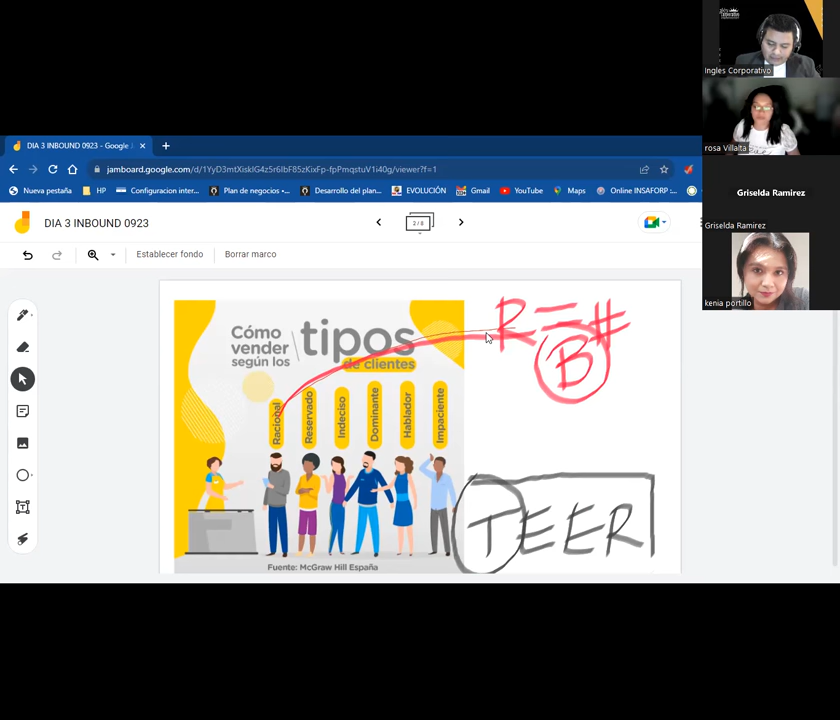 Ingles Corporativo
rosa Villalta
Griselda Ramirez
Griselda Ramirez
kenia portillo
DIA 3 INBOUND 0923 - Google J
jamboard.google.com/d/1YyD3mtXiskIG4z5r6IbF85zKixFp-fpPmqstuV1i40g/viewer?f=1
Nueva pestaña
HP
Configuracion inter...
Plan de negocios •...
Desarrollo del plan...
EVOLUCIÓN
Gmail
YouTube
Maps
Online INSAFORP /...
DIA 3 INBOUND 0923
2 / 8
Establecer fondo
Borrar marco
Cómo
vender
según los
tipos
de clientes
Racional
Reservado
Indeciso
Dominante
Hablador
Impaciente
Fuente: McGraw Hill España
R = #
B
TEER